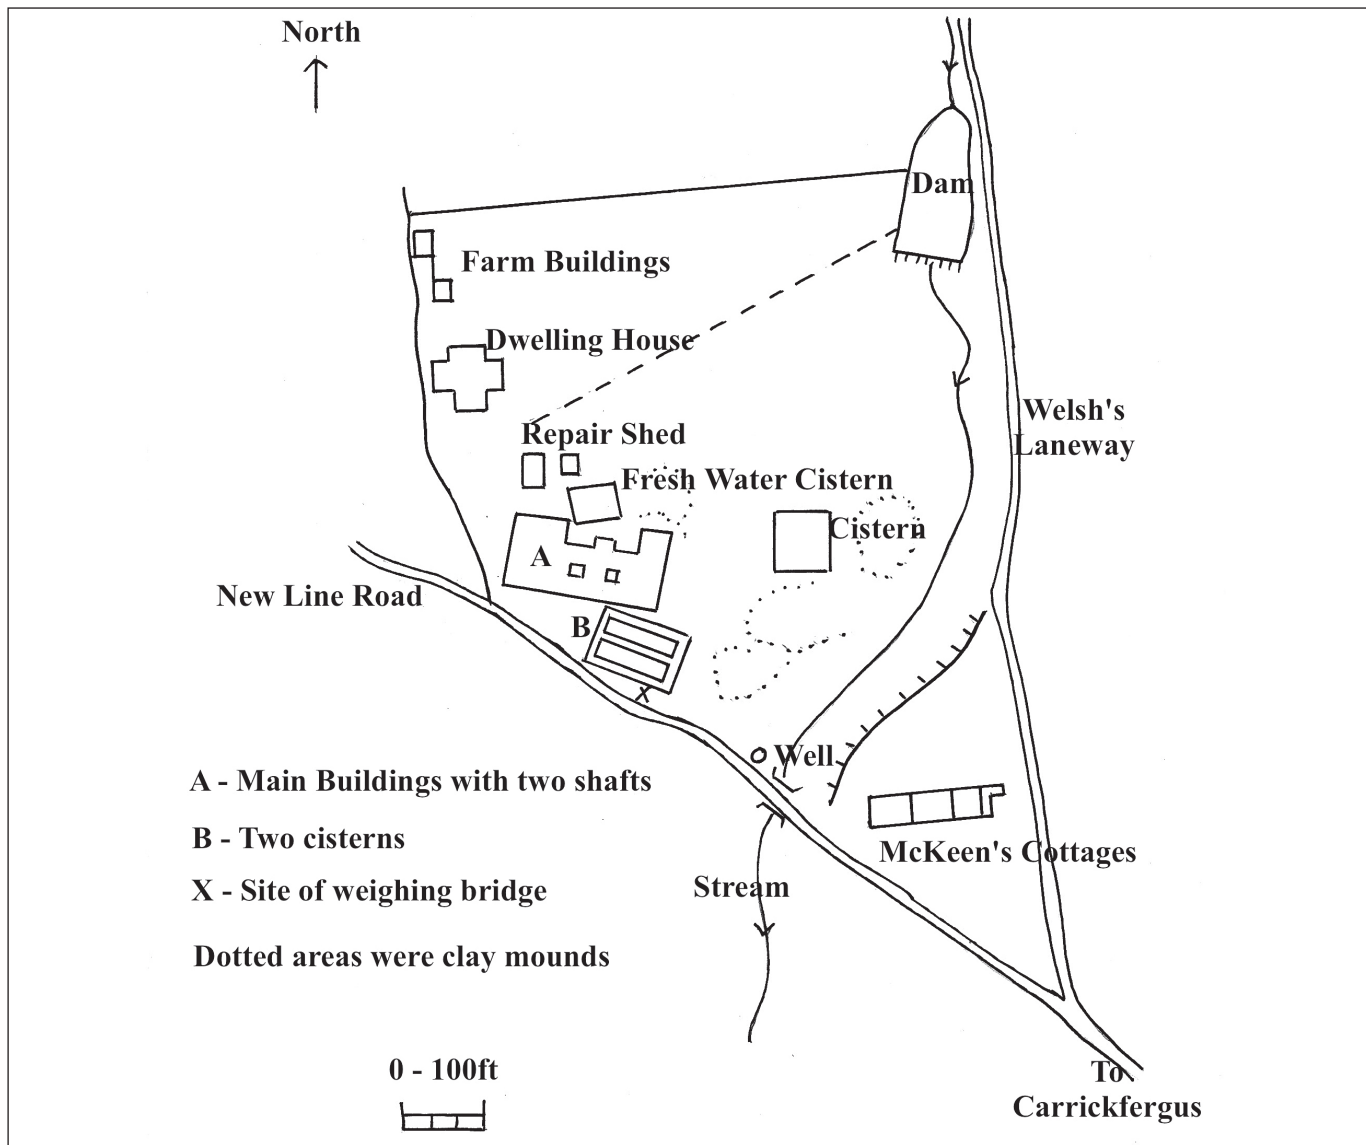 North
Dam
Farm Buildings
Dwelling House
Welsh's
Laneway
Repair Shed
Fresh Water Cistern
Cistern
A
New Line Road
B
X
Well
A - Main Buildings with two shafts
B - Two cisterns
McKeen's Cottages
X - Site of weighing bridge
Stream
Dotted areas were clay mounds
0 - 100ft
To
Carrickfergus